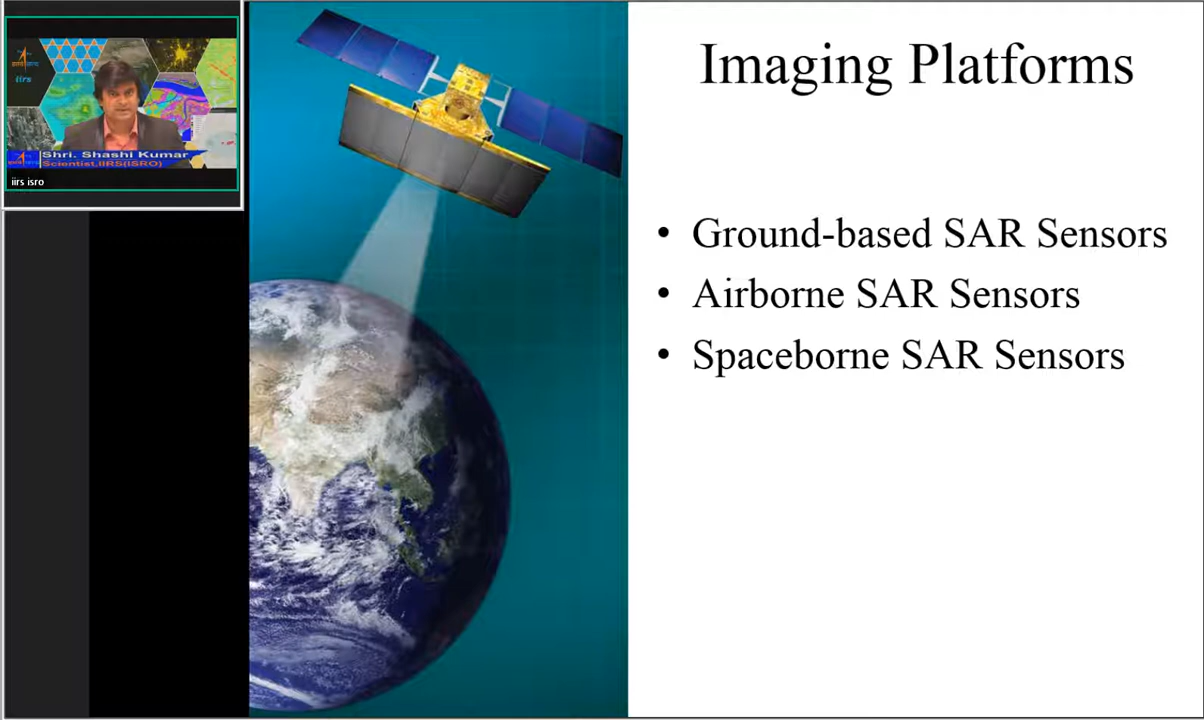 iirs
Shri. Shashi Kumar
Scientist,IIRS(ISRO)
iirs isro
Imaging Platforms
• Ground-based SAR Sensors
• Airborne SAR Sensors
• Spaceborne SAR Sensors